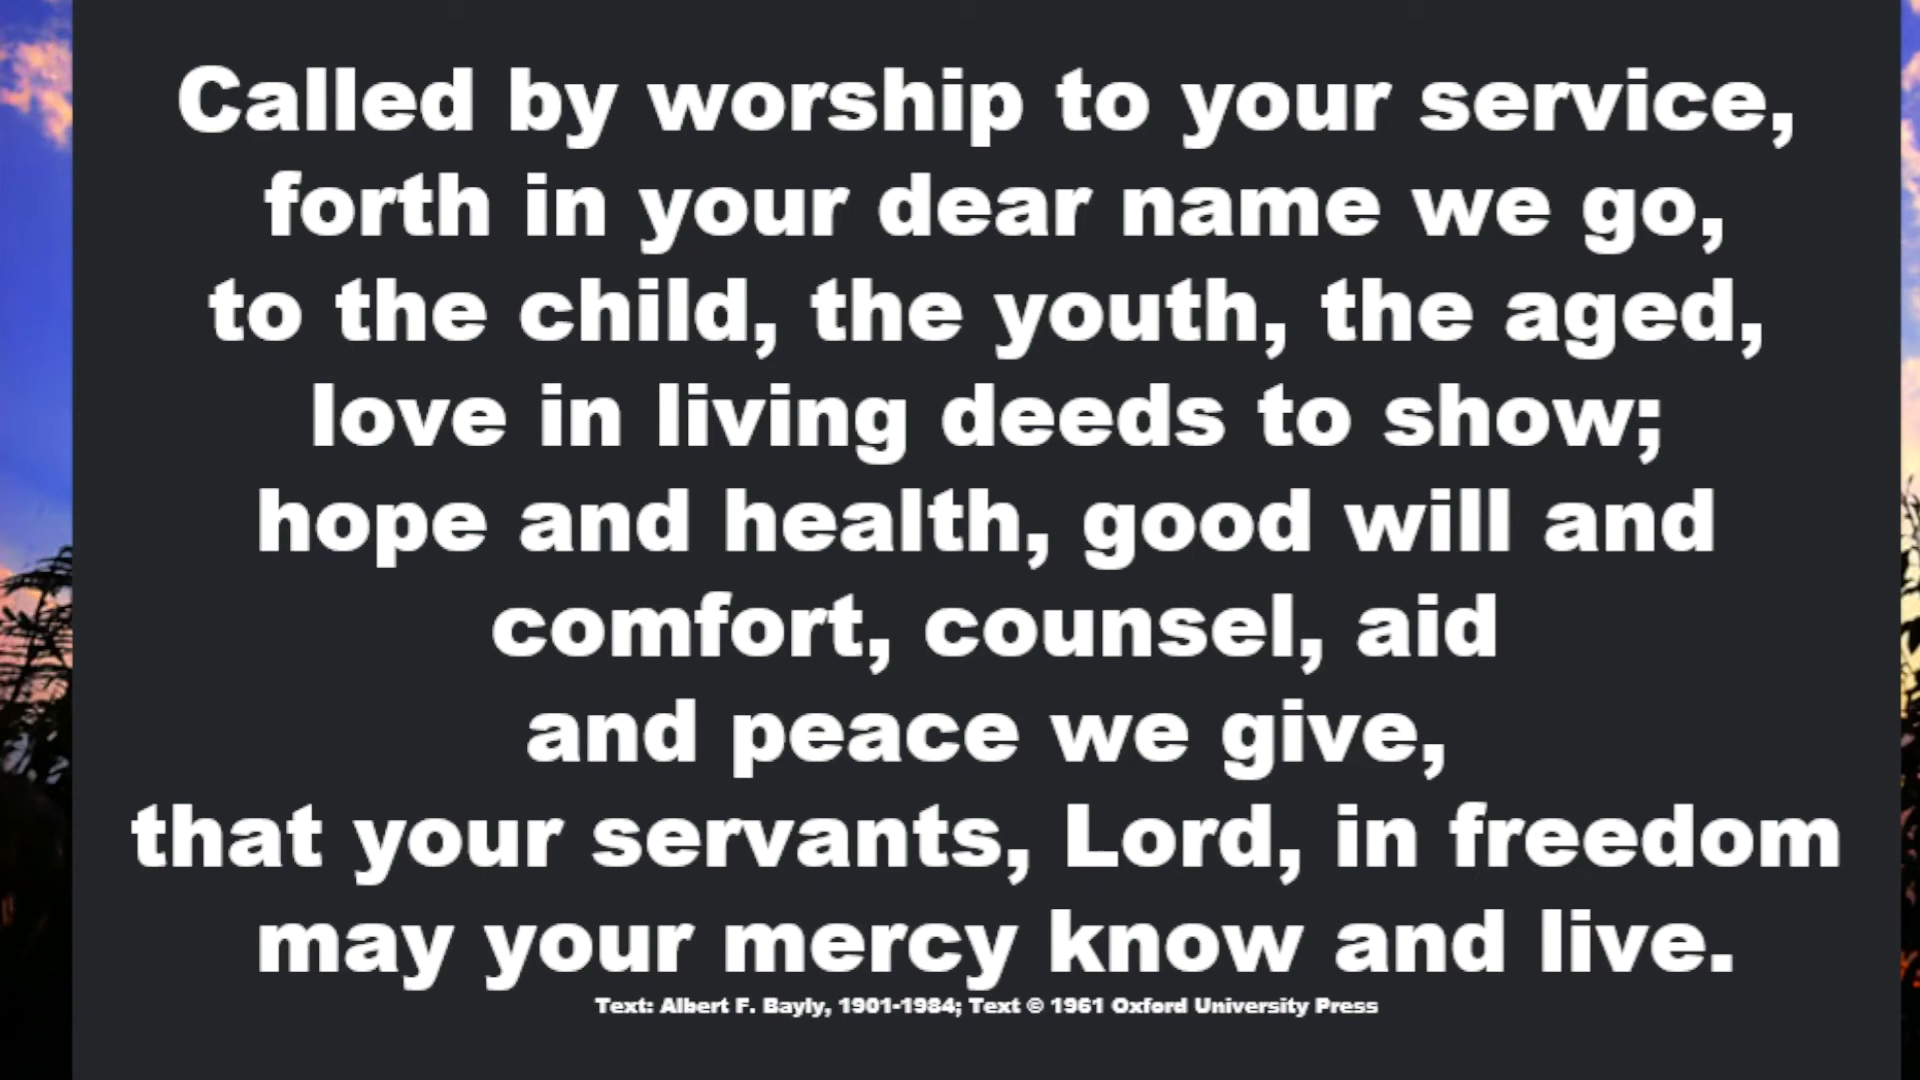 Called by worship to your service,
forth in your dear name we go,
to the child, the youth, the aged,
love in living deeds to show;
hope and health, good will and
comfort, counsel, aid
and peace we give,
that your servants, Lord, in freedom
may your mercy know and live.
Text: Albert F. Bayly, 1901-1984; Text © 1961 Oxford University Press